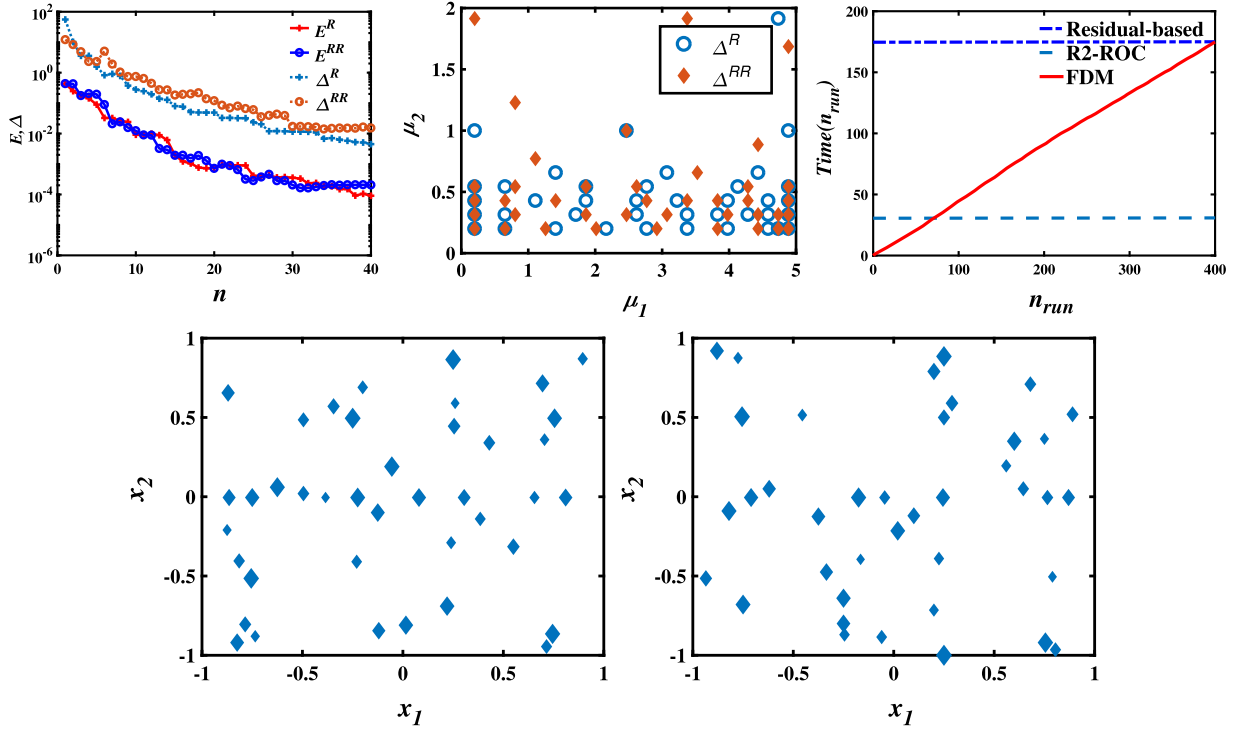 10^2
10^0
10^-2
10^-4
10^-6
E, Δ
0 10 20 30 40
n
E^R
E^RR
Δ^R
Δ^RR
2
1.5
1
0.5
0
μ_2
0 1 2 3 4 5
μ_1
Δ^R
Δ^RR
200
150
100
50
0
Time(n_run)
0 100 200 300 400
n_run
Residual-based
R2-ROC
FDM
1
0.5
0
-0.5
-1
x_2
-1 -0.5 0 0.5 1
x_1
1
0.5
0
-0.5
-1
x_2
-1 -0.5 0 0.5 1
x_1